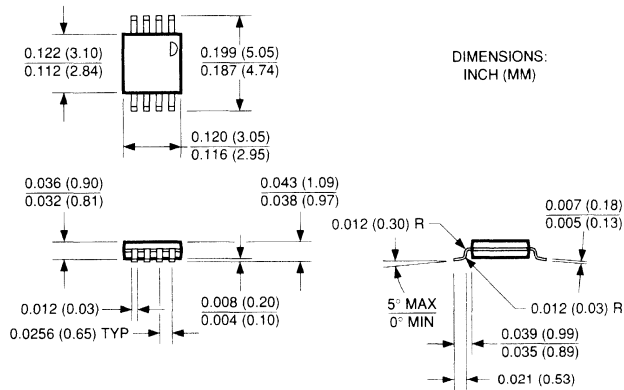 0.122 (3.10)
0.112 (2.84)
0.199 (5.05)
0.187 (4.74)
DIMENSIONS:
INCH (MM)
0.120 (3.05)
0.116 (2.95)
0.036 (0.90)
0.032 (0.81)
0.043 (1.09)
0.038 (0.97)
0.007 (0.18)
0.005 (0.13)
0.012 (0.30) R
0.012 (0.03)
0.008 (0.20)
0.004 (0.10)
5° MAX
0° MIN
0.012 (0.03) R
0.0256 (0.65) TYP
0.039 (0.99)
0.035 (0.89)
0.021 (0.53)